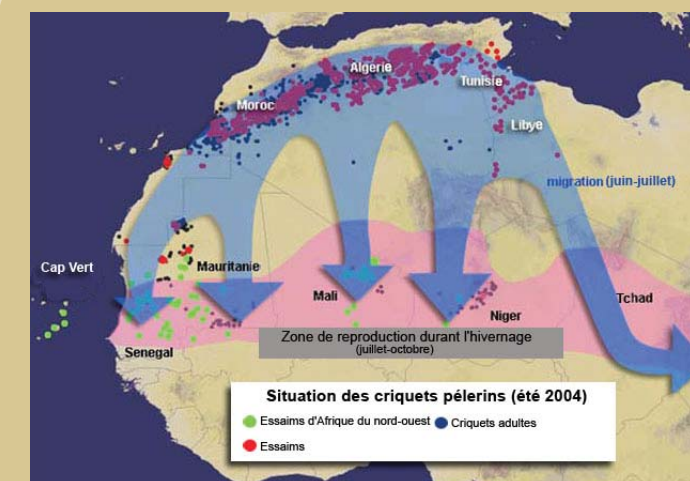 Algerie
Tunisie
Moroc
Libye
migration (juin-juillet)
Cap Vert
Mauritanie
Mali
Niger
Tchad
Senegal
Zone de reproduction durant l'hivernage
(juillet-octobre)
Situation des criquets pélerins (été 2004)
Essaims d'Afrique du nord-ouest
Criquets adultes
Essaims